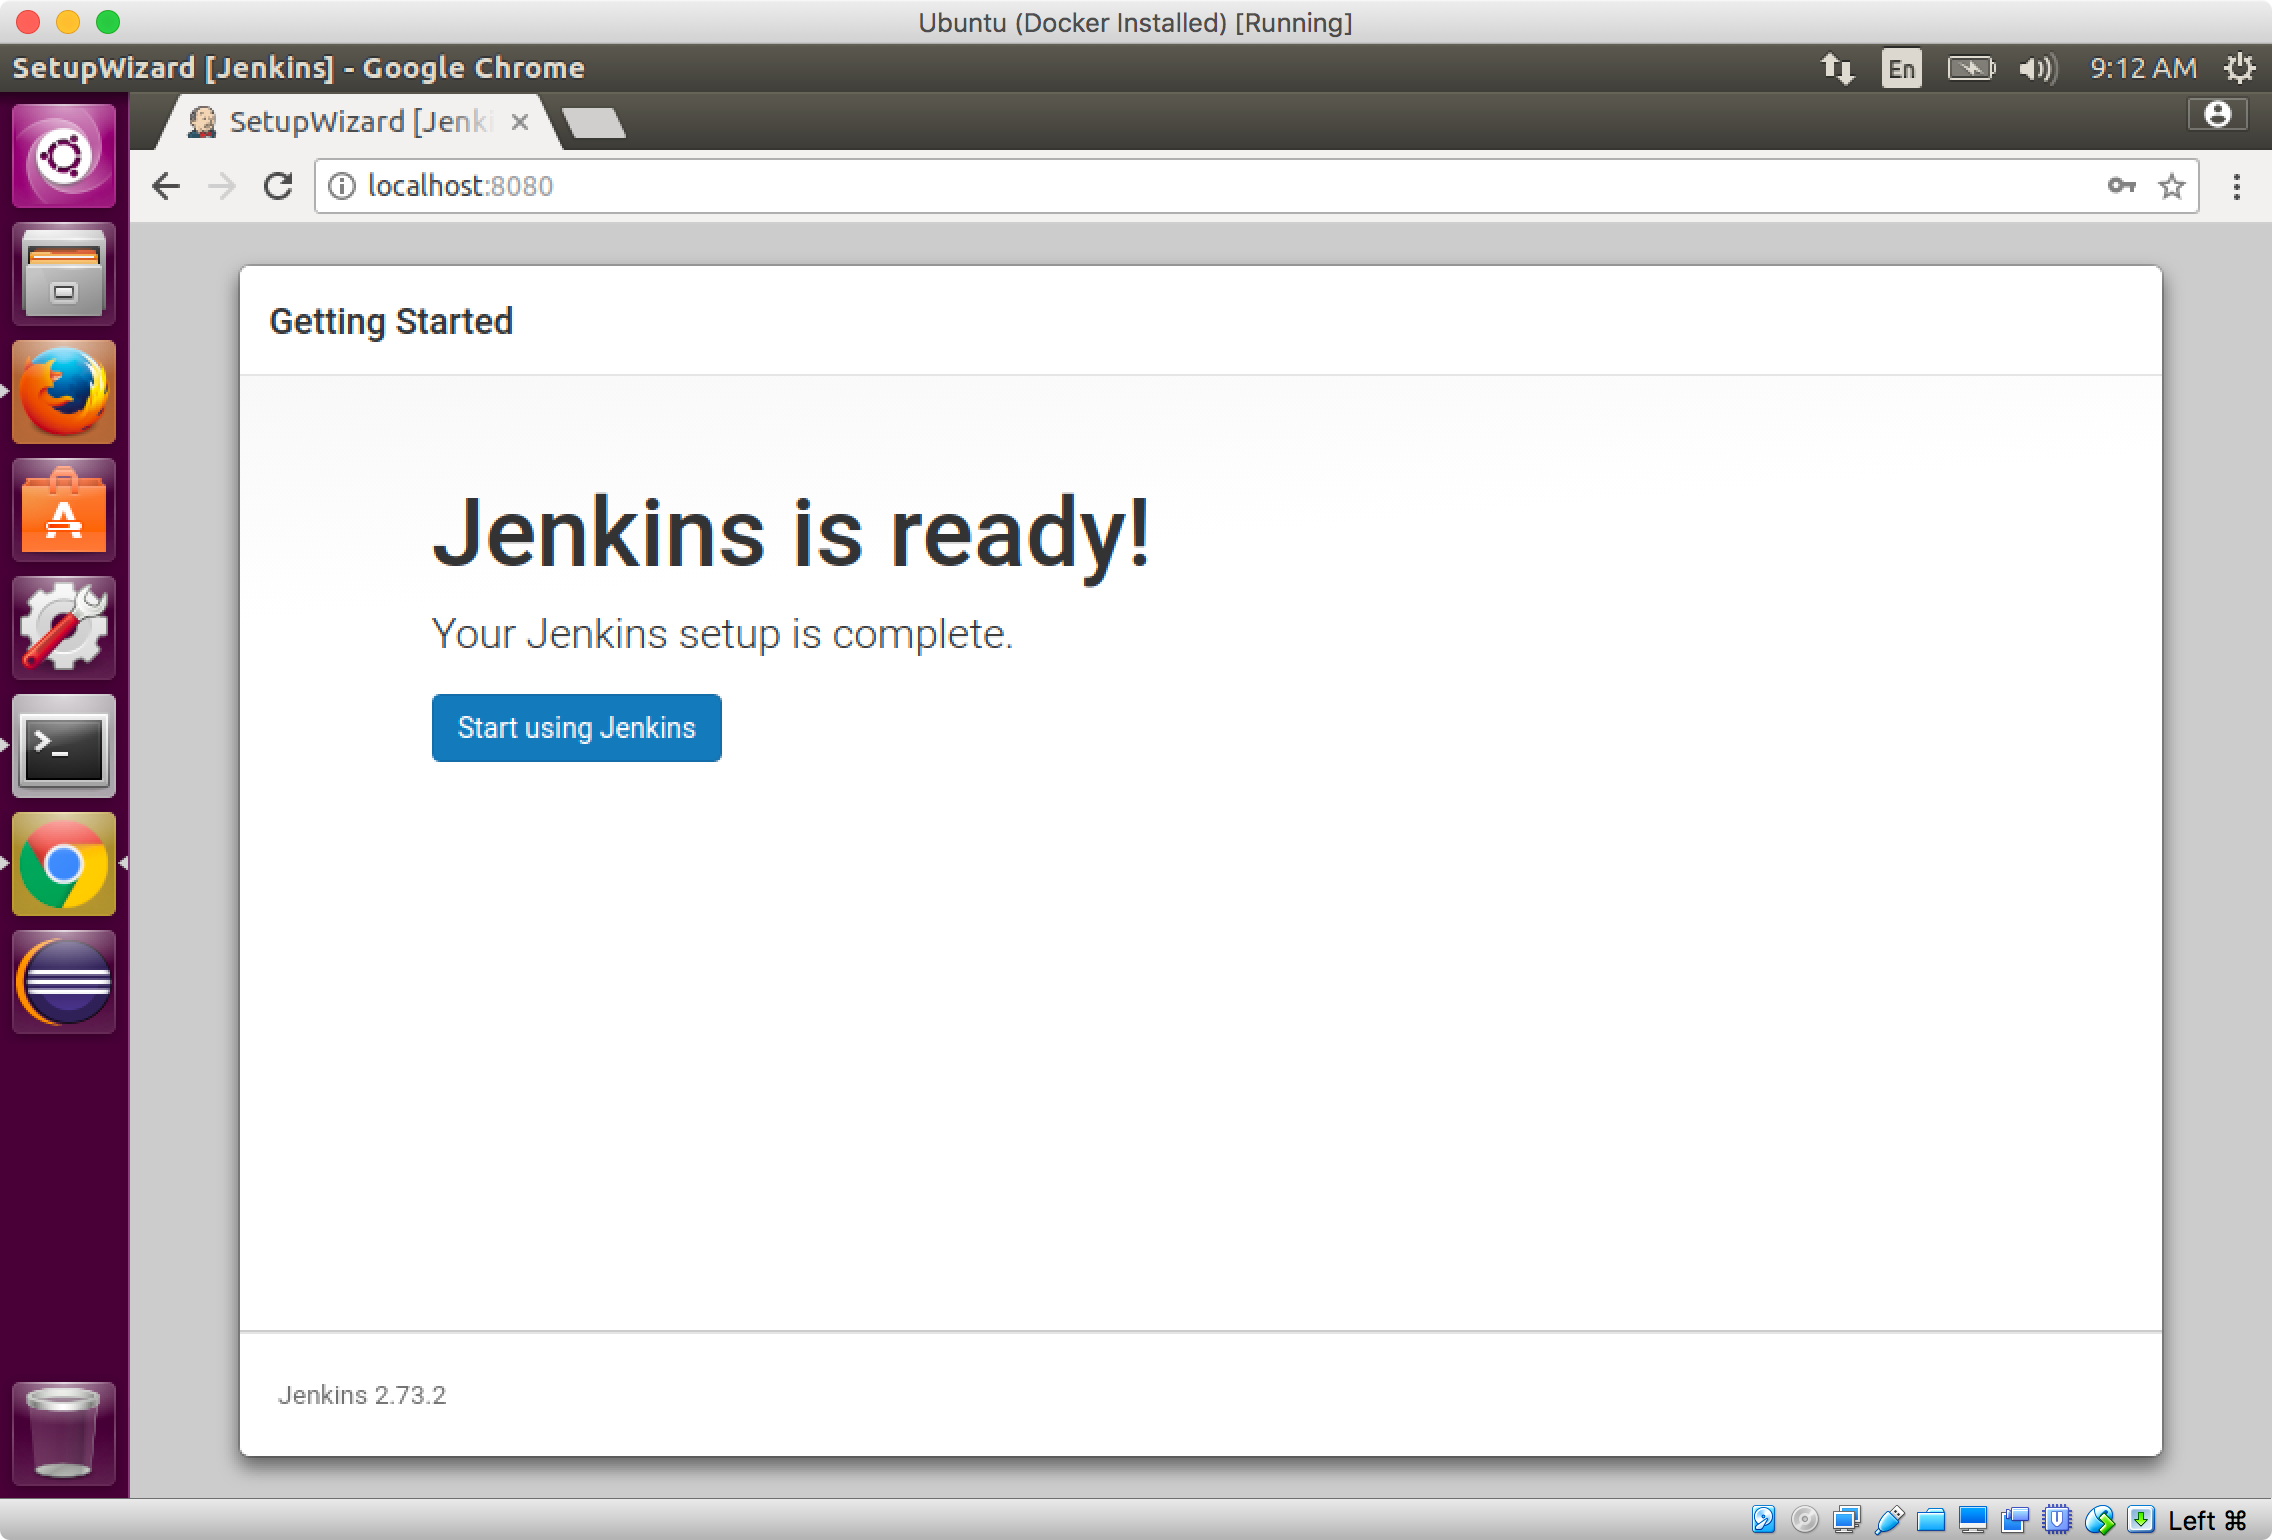 Ubuntu (Docker Installed) [Running]
SetupWizard [Jenkins] - Google Chrome
En
9:12 AM
SetupWizard [Jenki
localhost:8080
Getting Started
Jenkins is ready!
Your Jenkins setup is complete.
Start using Jenkins
Jenkins 2.73.2
Left ⌘